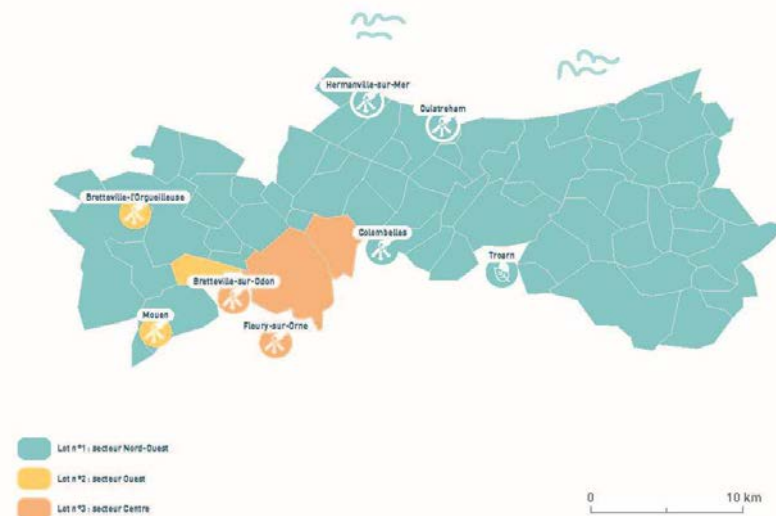 Hermanville-sur-Mer
Ouistreham
Bretteville-l'Orgueilleuse
Colombelles
Troarn
Bretteville-sur-Odon
Mouen
Fleury-sur-Orne
Lot n°1 : secteur Nord-Ouest
Lot n°2 : secteur Ouest
Lot n°3 : secteur Centre
0 10 km